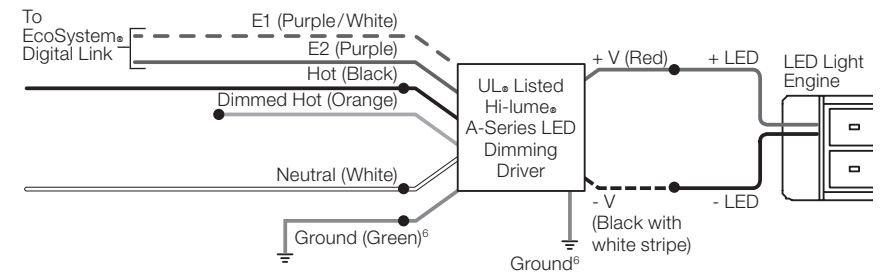 To
EcoSystem®
Digital Link
E1 (Purple/White)
E2 (Purple)
Hot (Black)
Dimmed Hot (Orange)
Neutral (White)
Ground (Green)⁶
UL® Listed
Hi-lume®
A-Series LED
Dimming
Driver
Ground⁶
+ V (Red)
+ LED
- V
(Black with
white stripe)
- LED
LED Light
Engine